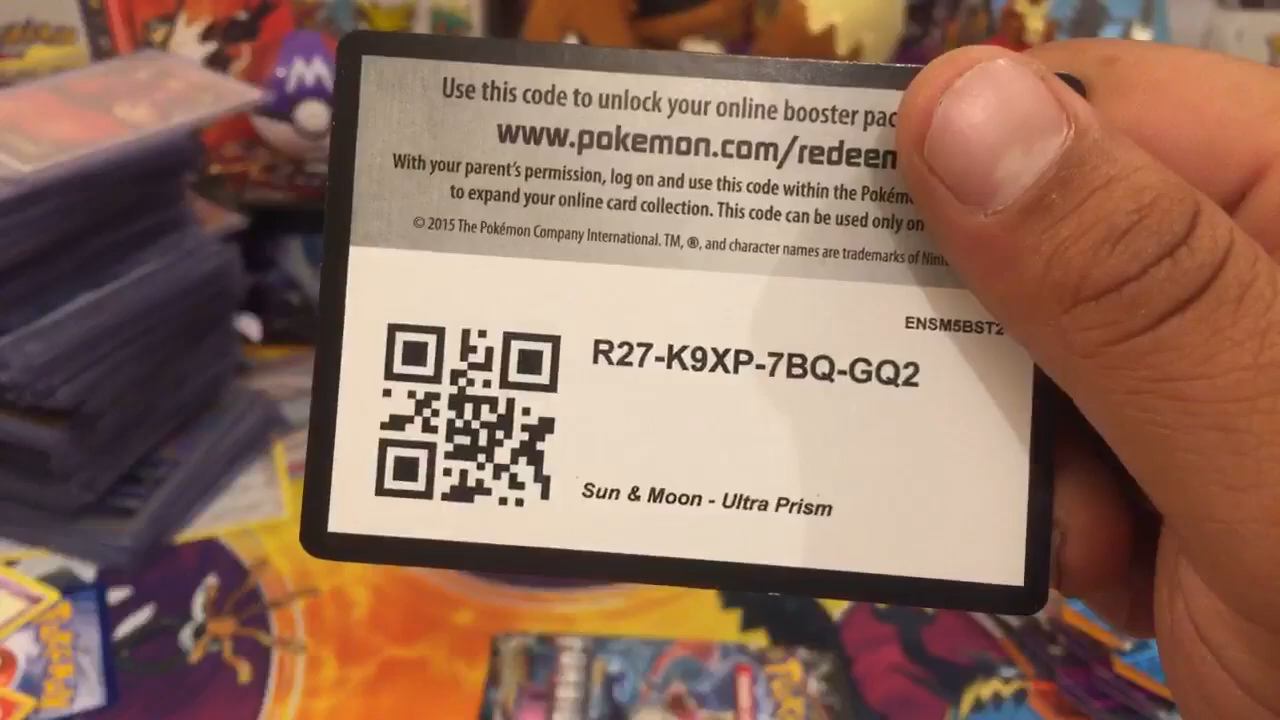 Use this code to unlock your online booster pac
www.pokemon.com/redeem
With your parent's permission, log on and use this code within the Pokém
to expand your online card collection. This code can be used only on
© 2015 The Pokémon Company International. TM, ®, and character names are trademarks of Nin
ENSM5BST2
R27-K9XP-7BQ-GQ2
Sun & Moon - Ultra Prism
M